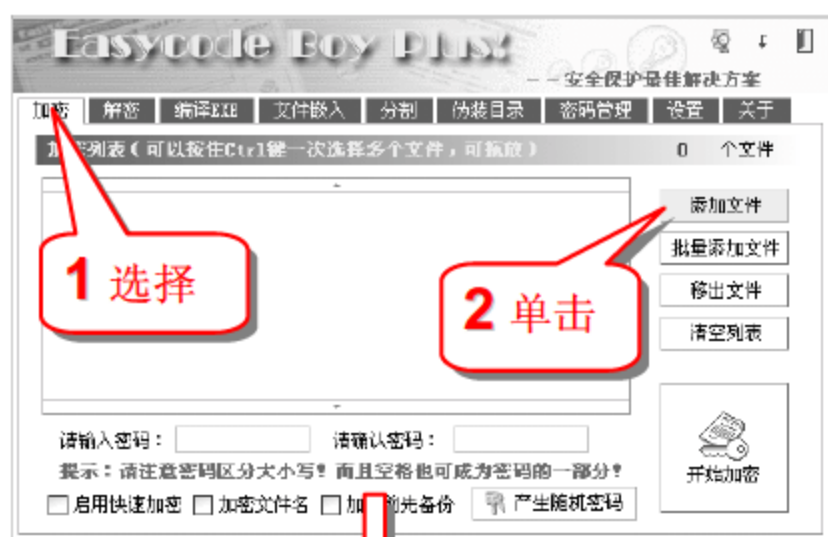 Easycode Boy Plus!
--安全保护最佳解决方案
加密 解密 编译EXE 文件嵌入 分割 伪装目录 密码管理 设置 关于
列表(可以按住Ctrl键一次选择多个文件,可拖放) 0 个文件
添加文件
批量添加文件
1 选择
2 单击
移出文件
清空列表
请输入密码: 请确认密码:
提示:请注意密码区分大小写!而且空格也可成为密码的一部分!
开始加密
启用快速加密 加密文件名 加 前先备份 产生随机密码